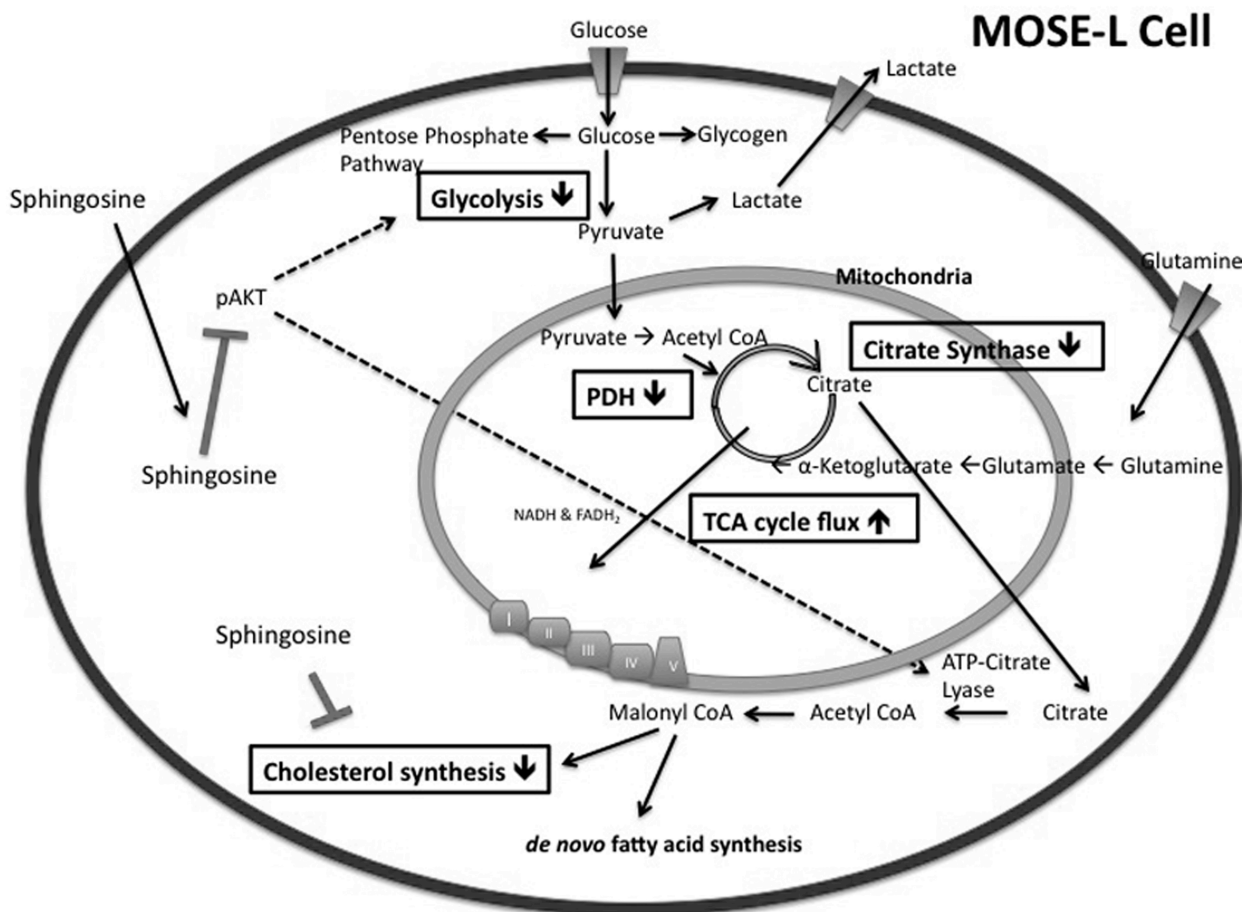 MOSE-L Cell
Glucose
Lactate
Pentose Phosphate
Pathway
Glucose
Glycogen
Sphingosine
Glycolysis ↓
Lactate
Pyruvate
Glutamine
Mitochondria
pAKT
Pyruvate → Acetyl CoA
Citrate Synthase ↓
PDH ↓
Citrate
Sphingosine
← α-Ketoglutarate ← Glutamate ← Glutamine
NADH & FADH₂
TCA cycle flux ↑
I
II
III
IV
V
Sphingosine
ATP-Citrate
Lyase
Malonyl CoA
Acetyl CoA
Citrate
Cholesterol synthesis ↓
de novo fatty acid synthesis